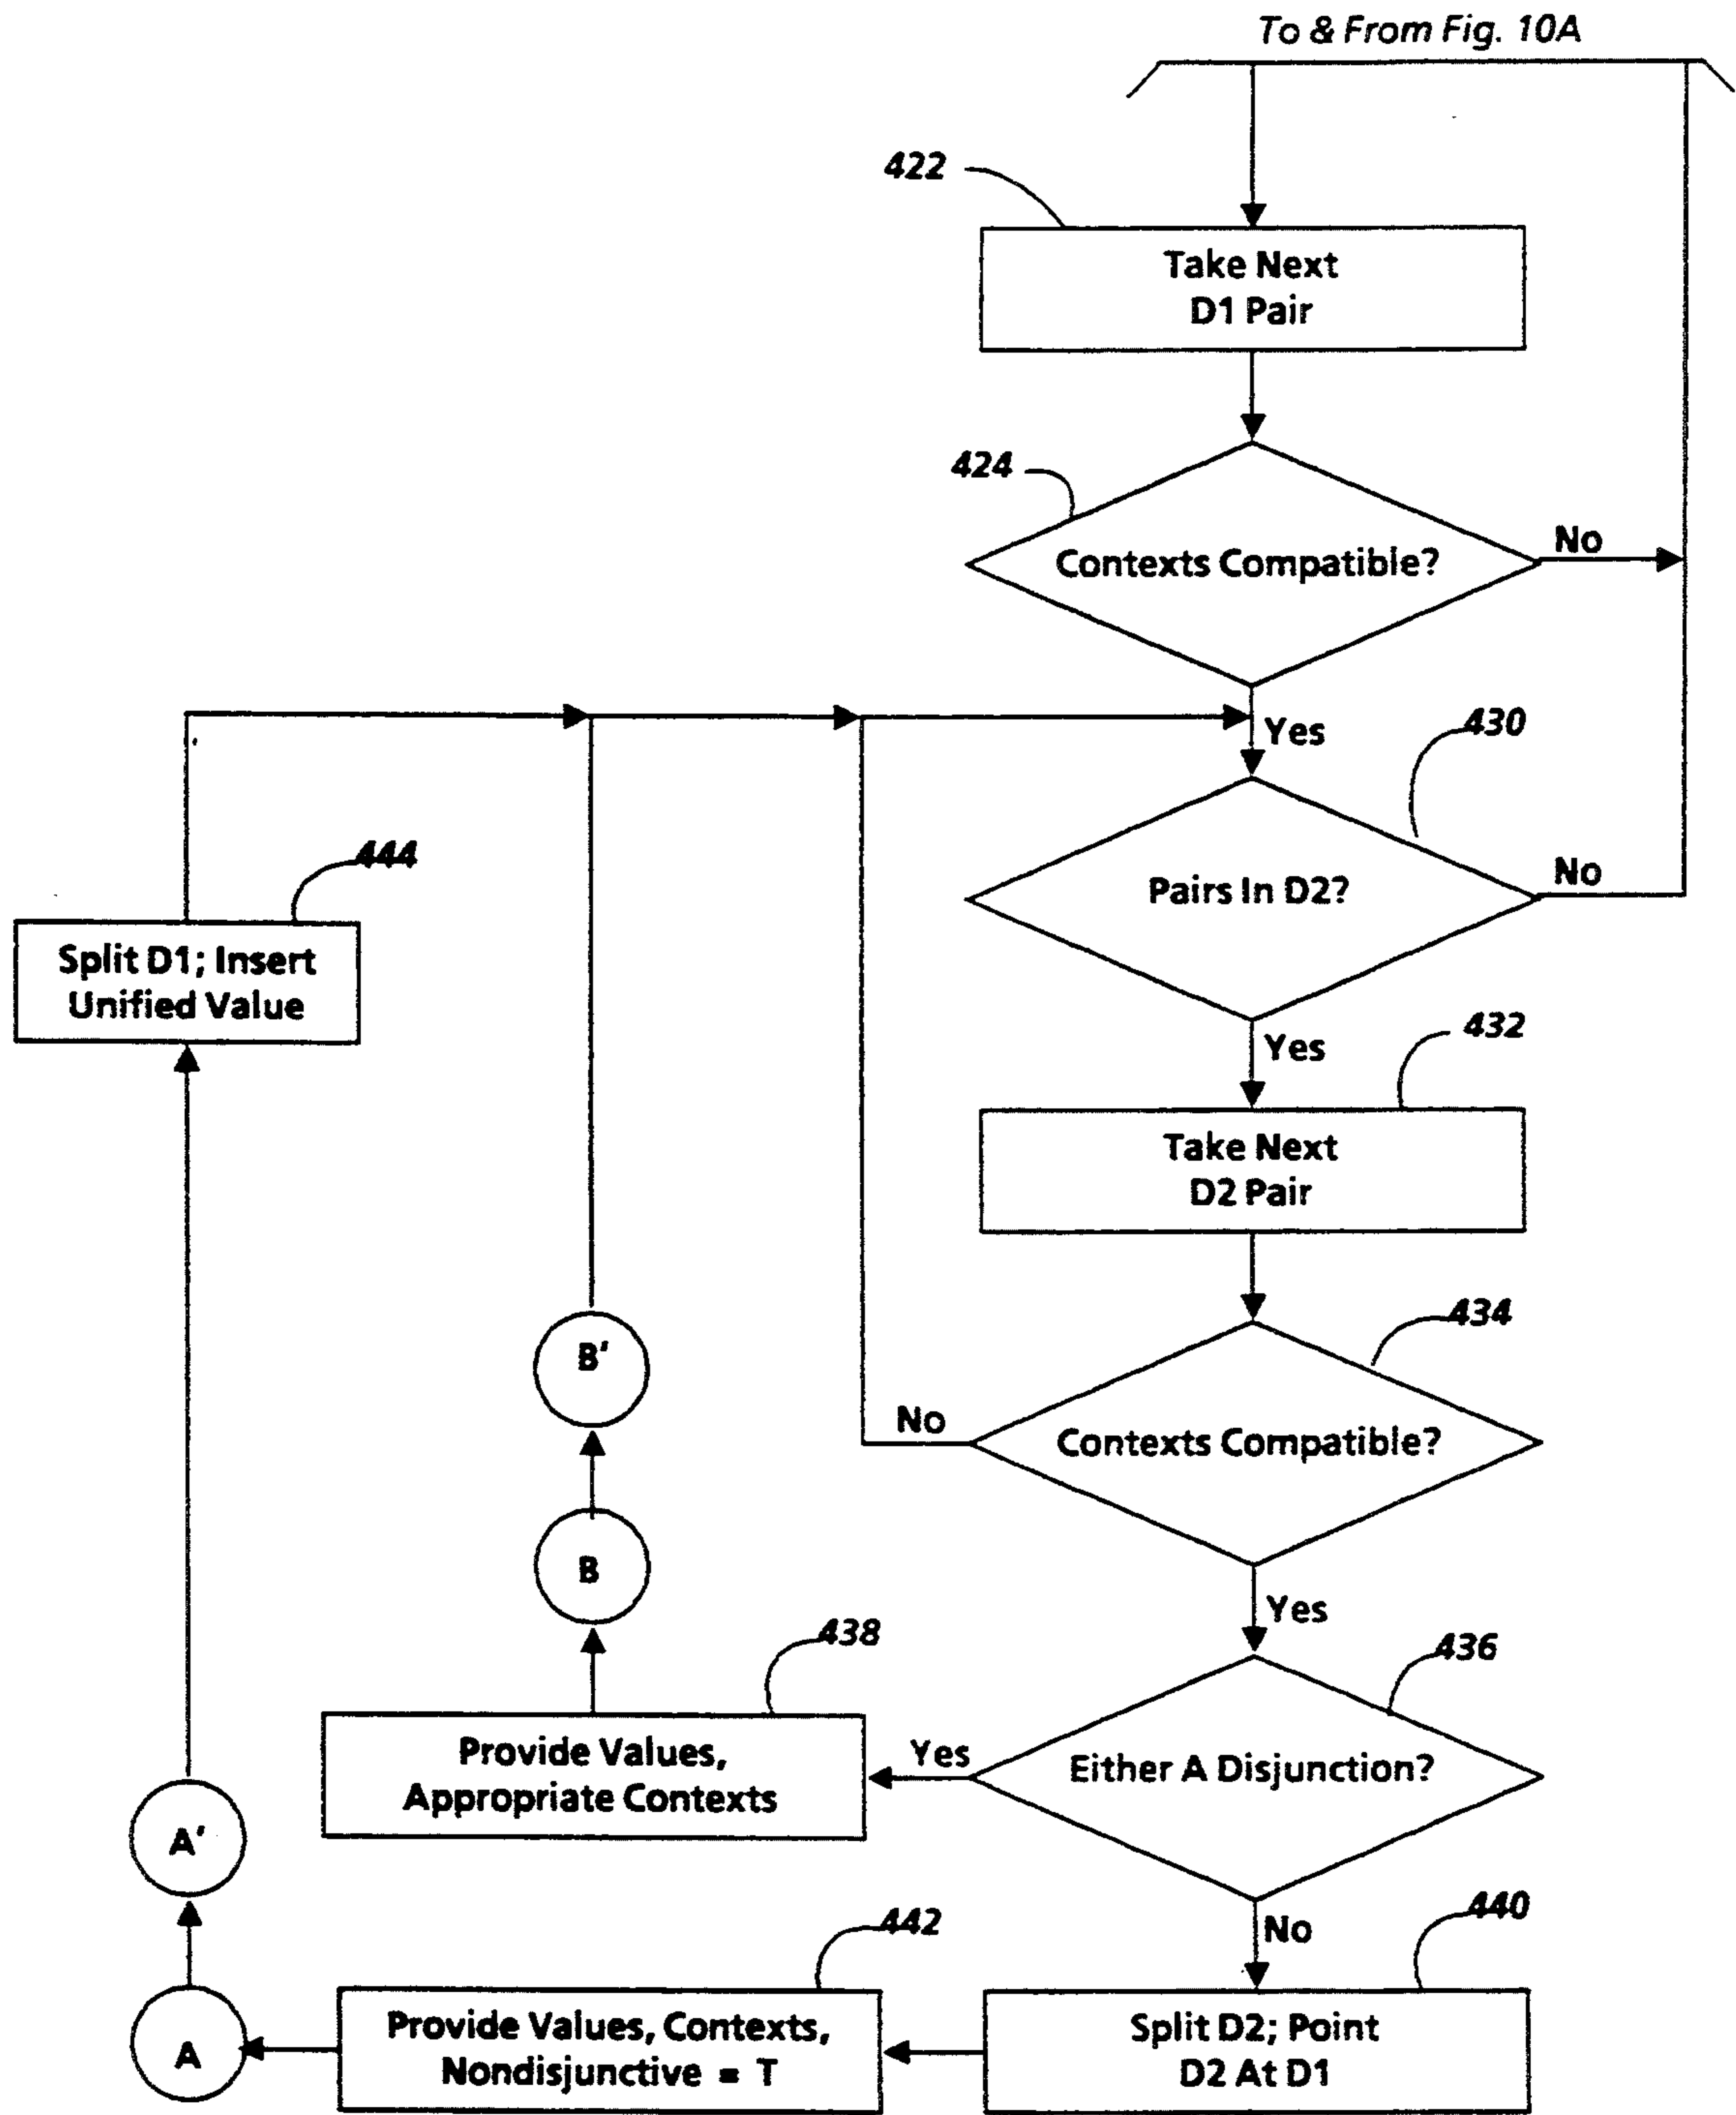 To & From Fig. 10A
422
Take Next
D1 Pair
424
Contexts Compatible?
No
Yes
430
Pairs In D2?
No
444
Split D1; Insert
Unified Value
Yes
432
Take Next
D2 Pair
434
B'
No
Contexts Compatible?
B
Yes
438
436
Provide Values,
Appropriate Contexts
Yes
Either A Disjunction?
A'
442
No
440
A
Provide Values, Contexts,
Nondisjunctive = T
Split D2; Point
D2 At D1